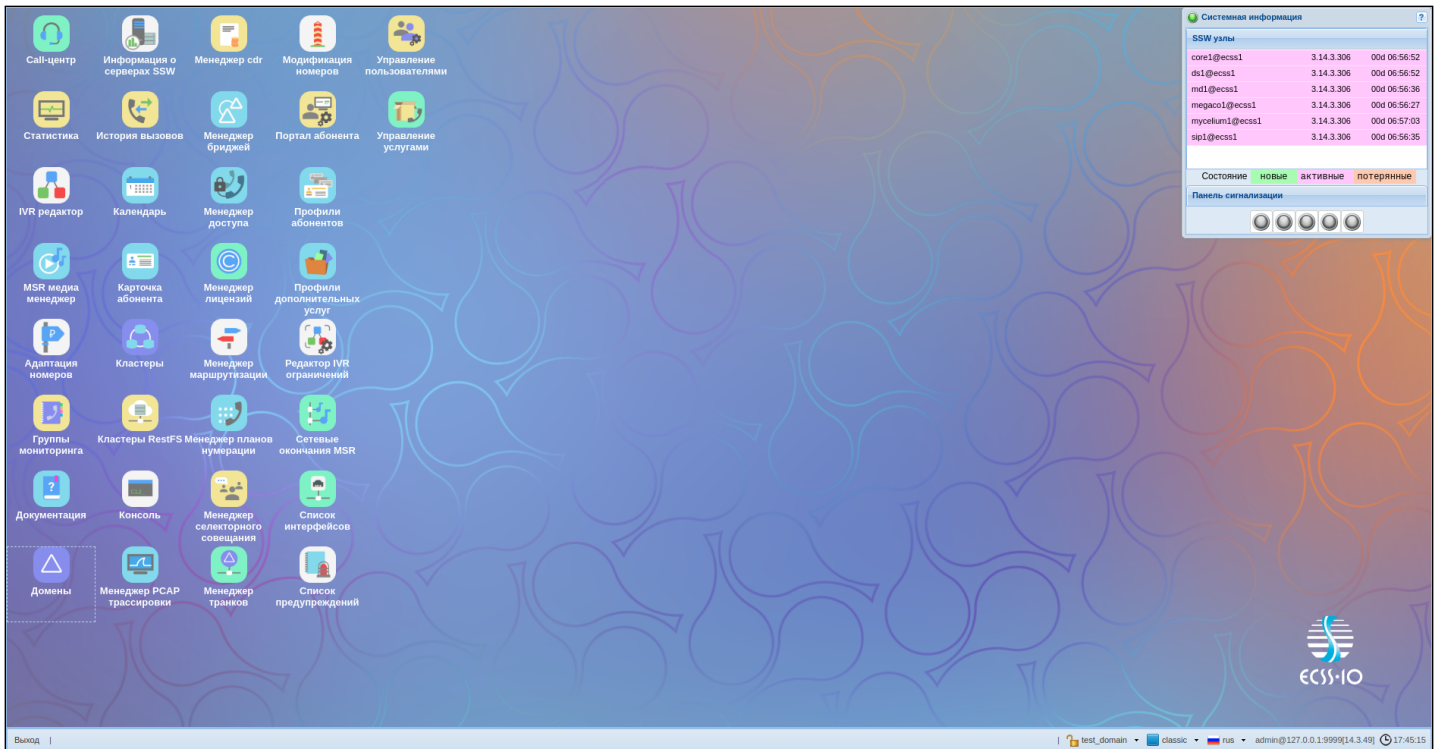 Call-центр
Информация о
серверах SSW
Менеджер cdr
Модификация
номеров
Управление
пользователями
Статистика
История вызовов
Менеджер
бриджей
Портал абонента
Управление
услугами
IVR редактор
Календарь
Менеджер
доступа
Профили
абонентов
MSR медиа
менеджер
Карточка
абонента
Менеджер
лицензий
Профили
дополнительных
услуг
Адаптация
номеров
Кластеры
Менеджер
маршрутизации
Редактор IVR
ограничений
Группы
мониторинга
Кластеры RestFS
Менеджер планов
нумерации
Сетевые
окончания MSR
Документация
Консоль
Менеджер
селекторного
совещания
Список
интерфейсов
Домены
Менеджер PCAP
трассировки
Менеджер
транков
Список
предупреждений
Системная информация ?
SSW узлы
core1@ecss1 3.14.3.306 00d 06:56:52
ds1@ecss1 3.14.3.306 00d 06:56:52
md1@ecss1 3.14.3.306 00d 06:56:36
megaco1@ecss1 3.14.3.306 00d 06:56:27
mycelium1@ecss1 3.14.3.306 00d 06:57:03
sip1@ecss1 3.14.3.306 00d 06:56:35
Состояние новые активные потерянные
Панель сигнализации
ECSS·10
Выход | | test_domain classic rus admin@127.0.0.1:9999[14.3.49] 17:45:15